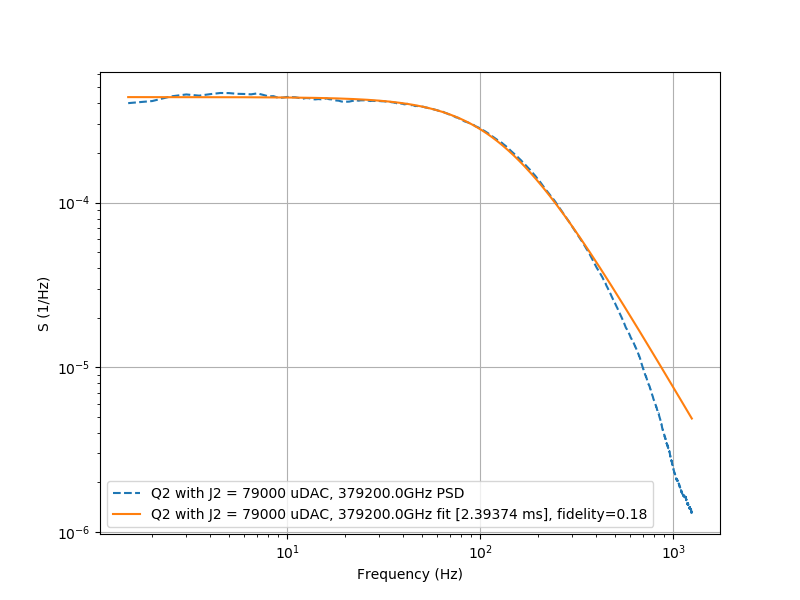 10⁻⁴
10⁻⁵
10⁻⁶
S (1/Hz)
Q2 with J2 = 79000 uDAC, 379200.0GHz PSD
Q2 with J2 = 79000 uDAC, 379200.0GHz fit [2.39374 ms], fidelity=0.18
10¹ 10² 10³
Frequency (Hz)